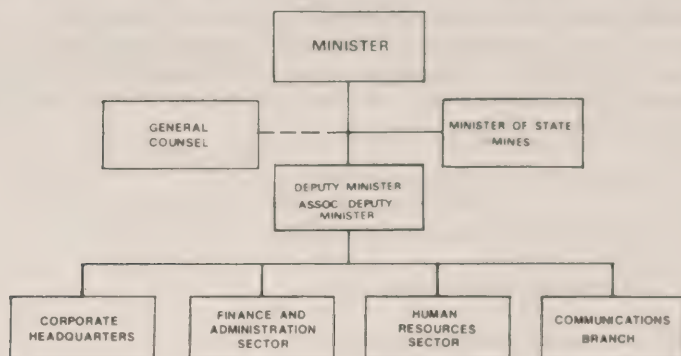 MINISTER
GENERAL
COUNSEL
MINISTER OF STATE
MINES
DEPUTY MINISTER
ASSOC DEPUTY
MINISTER
CORPORATE
HEADQUARTERS
FINANCE AND
ADMINISTRATION
SECTOR
HUMAN
RESOURCES
SECTOR
COMMUNICATIONS
BRANCH